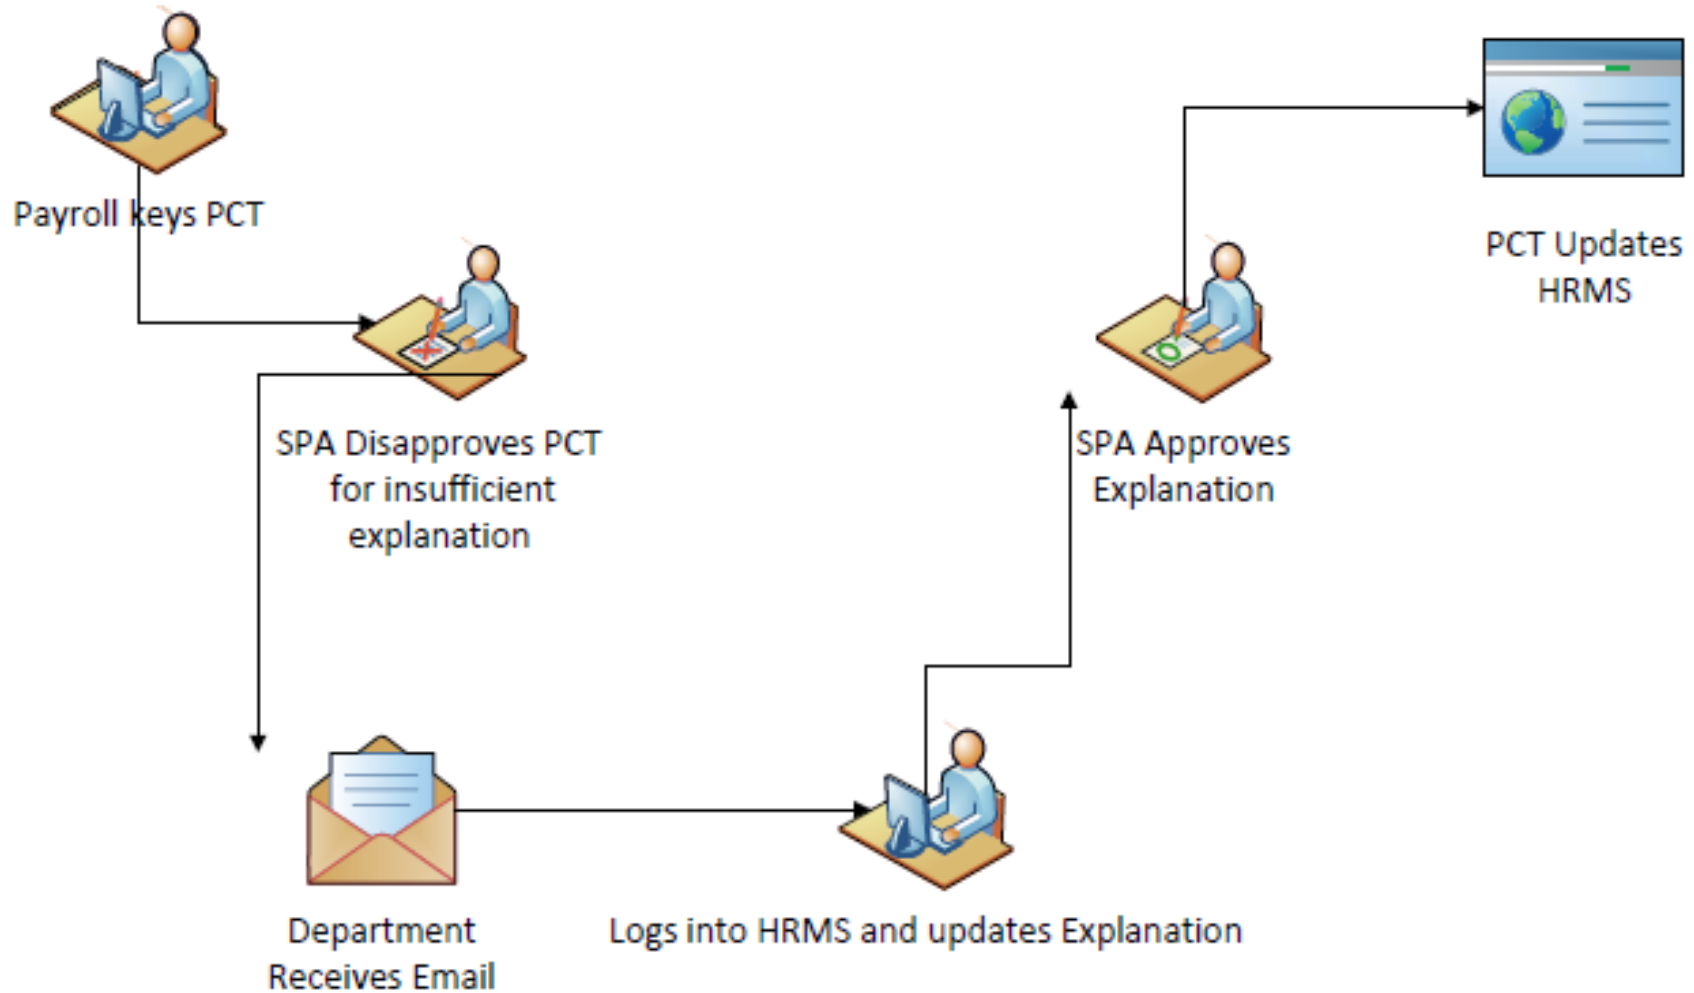 Payroll keys PCT
SPA Disapproves PCT
for insufficient
explanation
Department
Receives Email
Logs into HRMS and updates Explanation
SPA Approves
Explanation
PCT Updates
HRMS